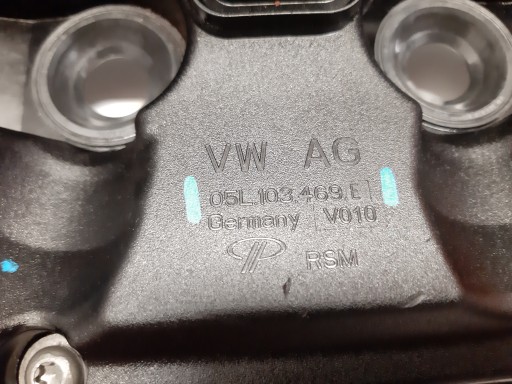 VW AG
05L.103.469.E
Germany V010
RSM